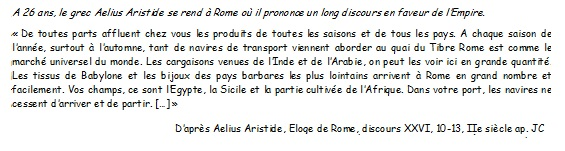 A 26 ans, le grec Aelius Aristide se rend à Rome où il prononce un long discours en faveur de l'Empire.
« De toutes parts affluent chez vous les produits de toutes les saisons et de tous les pays. A chaque saison de
l'année, surtout à l'automne, tant de navires de transport viennent aborder au quai du Tibre Rome est comme le
marché universel du monde. Les cargaisons venues de l'Inde et de l'Arabie, on peut les voir ici en grande quantité.
Les tissus de Babylone et les bijoux des pays barbares les plus lointains arrivent à Rome en grand nombre et
facilement. Vos champs, ce sont l'Egypte, la Sicile et la partie cultivée de l'Afrique. Dans votre port, les navires ne
cessent d'arriver et de partir. [...]»
D'après Aelius Aristide, Eloge de Rome, discours XXVI, 10-13, IIe siècle ap. JC